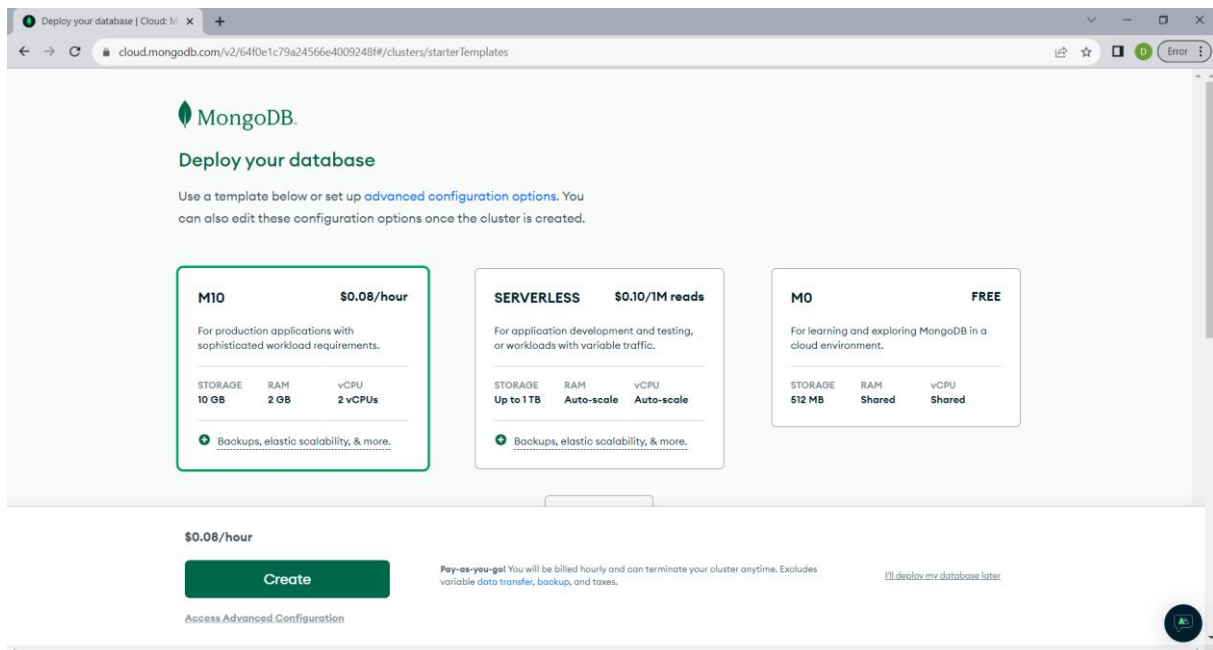 Deploy your database | Cloud: M
cloud.mongodb.com/v2/64f0e1c79a24566e4009248f#/clusters/starterTemplates
D
Error
MongoDB.
Deploy your database
Use a template below or set up advanced configuration options. You
can also edit these configuration options once the cluster is created.
M10 $0.08/hour
For production applications with
sophisticated workload requirements.
STORAGE RAM vCPU
10 GB 2 GB 2 vCPUs
Backups, elastic scalability, & more.
SERVERLESS $0.10/1M reads
For application development and testing,
or workloads with variable traffic.
STORAGE RAM vCPU
Up to 1 TB Auto-scale Auto-scale
Backups, elastic scalability, & more.
M0 FREE
For learning and exploring MongoDB in a
cloud environment.
STORAGE RAM vCPU
512 MB Shared Shared
$0.08/hour
Create
Access Advanced Configuration
Pay-as-you-go! You will be billed hourly and can terminate your cluster anytime. Excludes
variable data transfer, backup, and taxes.
I'll deploy my database later